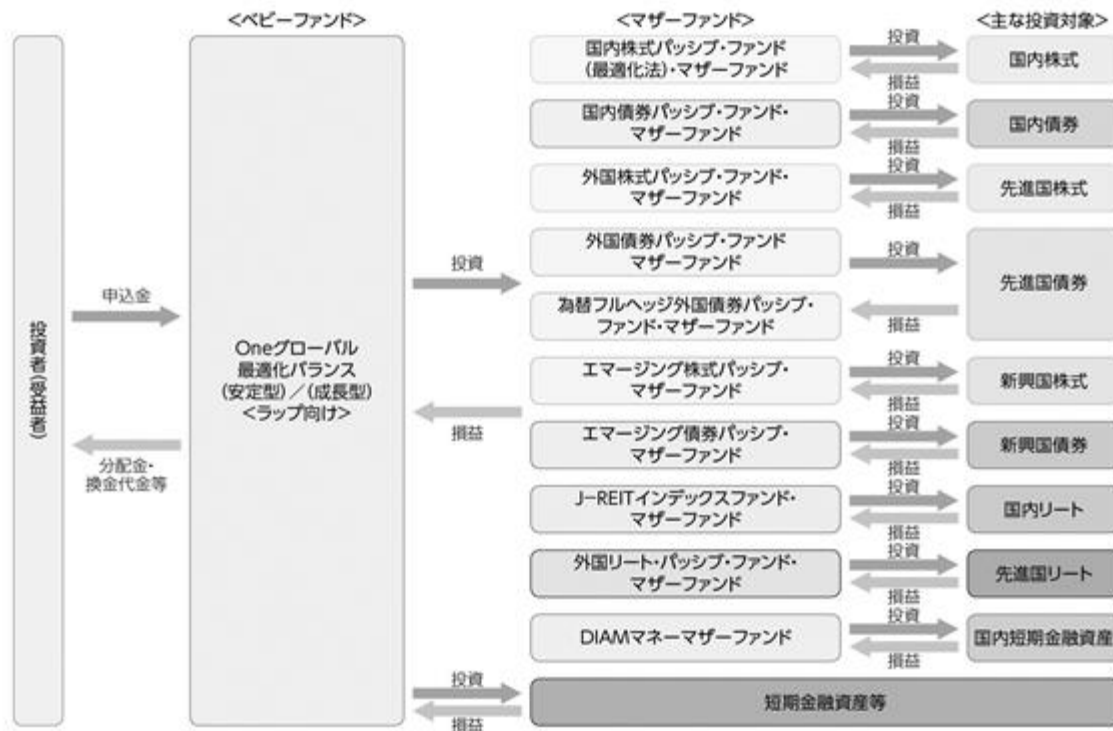 <ベビーファンド>
<マザーファンド>
<主な投資対象>
投資者(受益者)
申込金
分配金・
換金代金等
Oneグローバル
最適化バランス
(安定型)/(成長型)
<ラップ向け>
投資
損益
国内株式パッシブ・ファンド
(最適化法)・マザーファンド
投資
損益
国内株式
国内債券パッシブ・ファンド・
マザーファンド
投資
損益
国内債券
外国株式パッシブ・ファンド・
マザーファンド
投資
損益
先進国株式
外国債券パッシブ・ファンド
マザーファンド
投資
為替フルヘッジ外国債券パッシブ・
ファンド・マザーファンド
損益
先進国債券
エマージング株式パッシブ・
マザーファンド
投資
損益
新興国株式
エマージング債券パッシブ・
マザーファンド
投資
損益
新興国債券
J-REITインデックスファンド・
マザーファンド
投資
損益
国内リート
外国リート・パッシブ・ファンド・
マザーファンド
投資
損益
先進国リート
DIAMマネーマザーファンド
投資
損益
国内短期金融資産
投資
損益
短期金融資産等